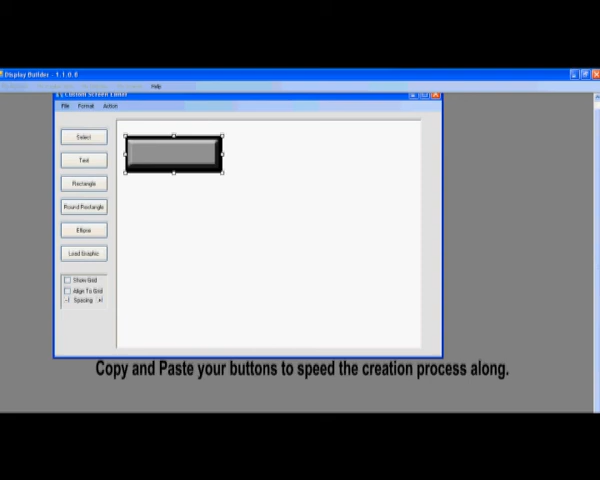 Display Builder - 1.1.0.8
Help
Custom Screen Editor
File Format Action
Select
Text
Rectangle
Round Rectangle
Ellipse
Load Graphic
Show Grid
Align To Grid
Spacing
Copy and Paste your buttons to speed the creation process along.